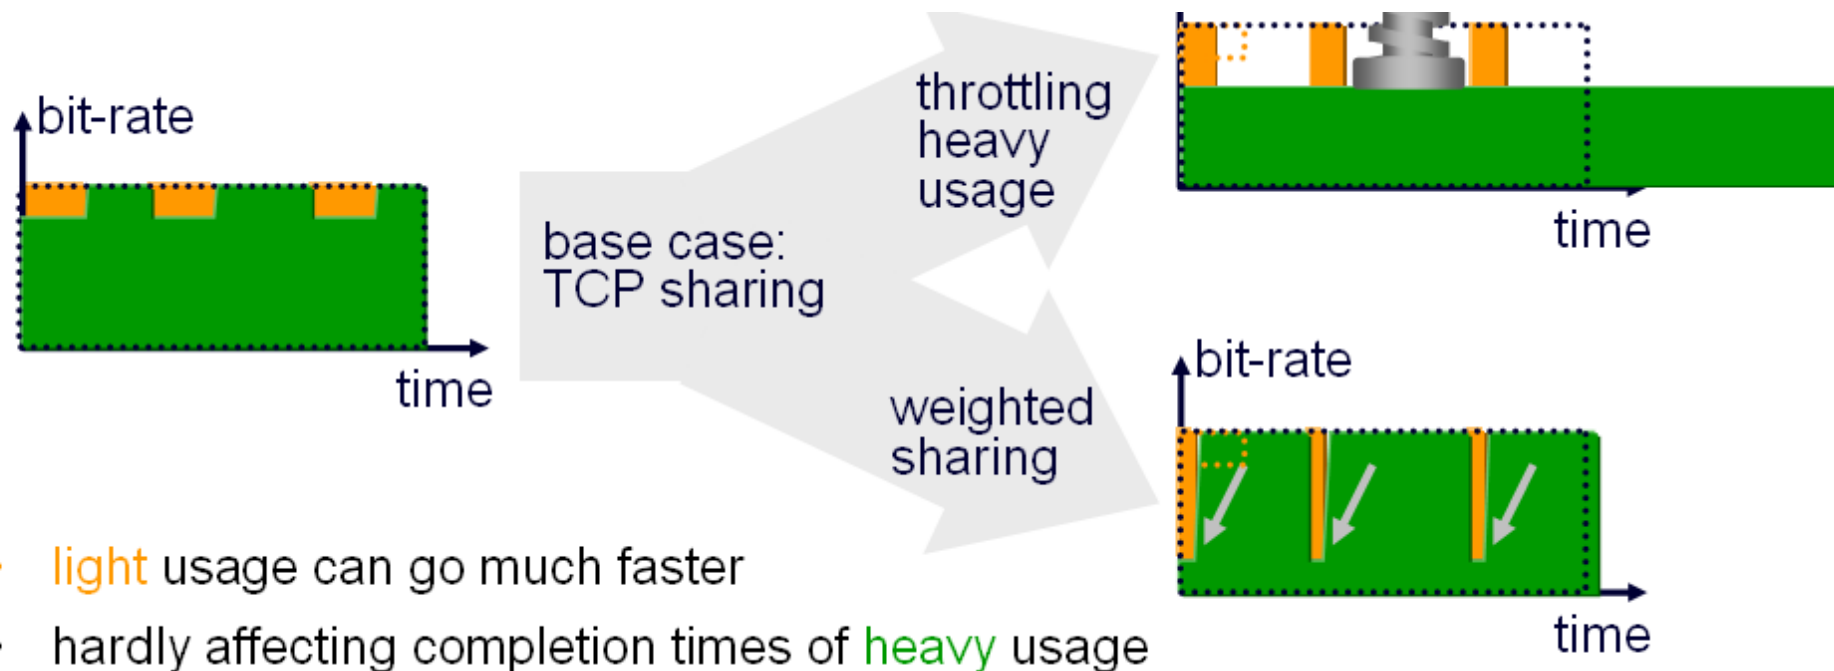 bit-rate
time
base case:
TCP sharing
throttling
heavy
usage
time
weighted
sharing
bit-rate
time
light usage can go much faster
hardly affecting completion times of heavy usage